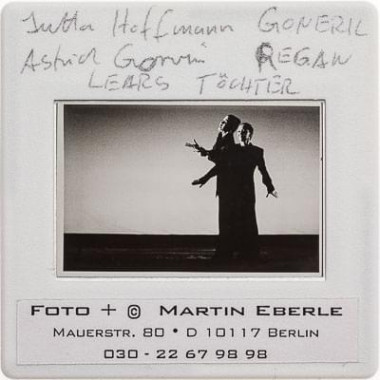 Jutta Hoffmann GONERIL
Astrid Gorvin REGAN
LEARS TÖCHTER
FOTO + © MARTIN EBERLE
MAUERSTR. 80 • D 10117 BERLIN
030 - 22 67 98 98